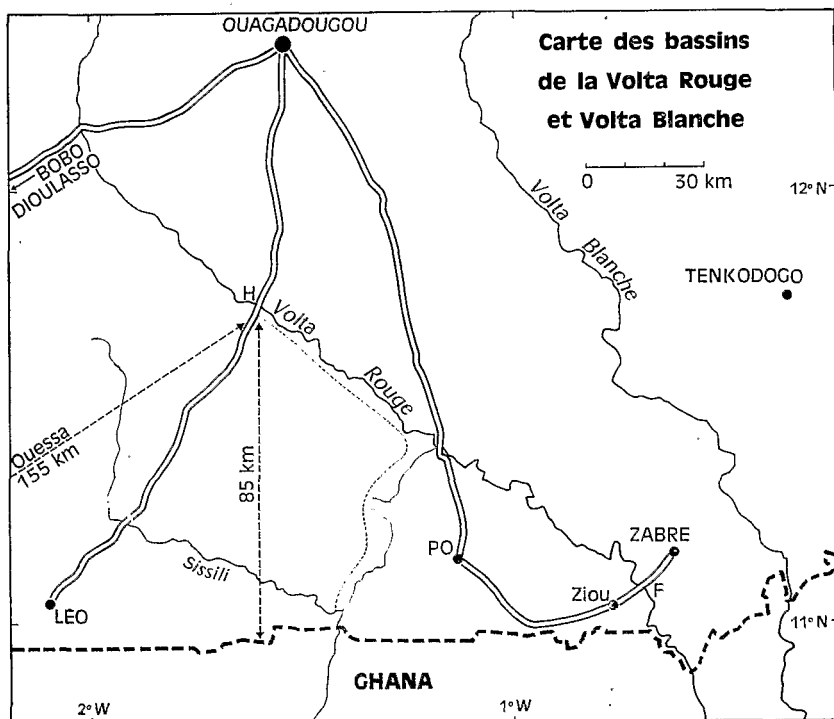 OUAGADOUGOU
Carte des bassins
de la Volta Rouge
et Volta Blanche
0 30 km
12° N
BOBO
DIOULASSO
Volta
Blanche
TENKODOGO
H
Volta
Rouge
Ouessa
155 km
85 km
PO
ZABRE
Sissili
Ziou
F
LEO
11° N
GHANA
2° W
1° W